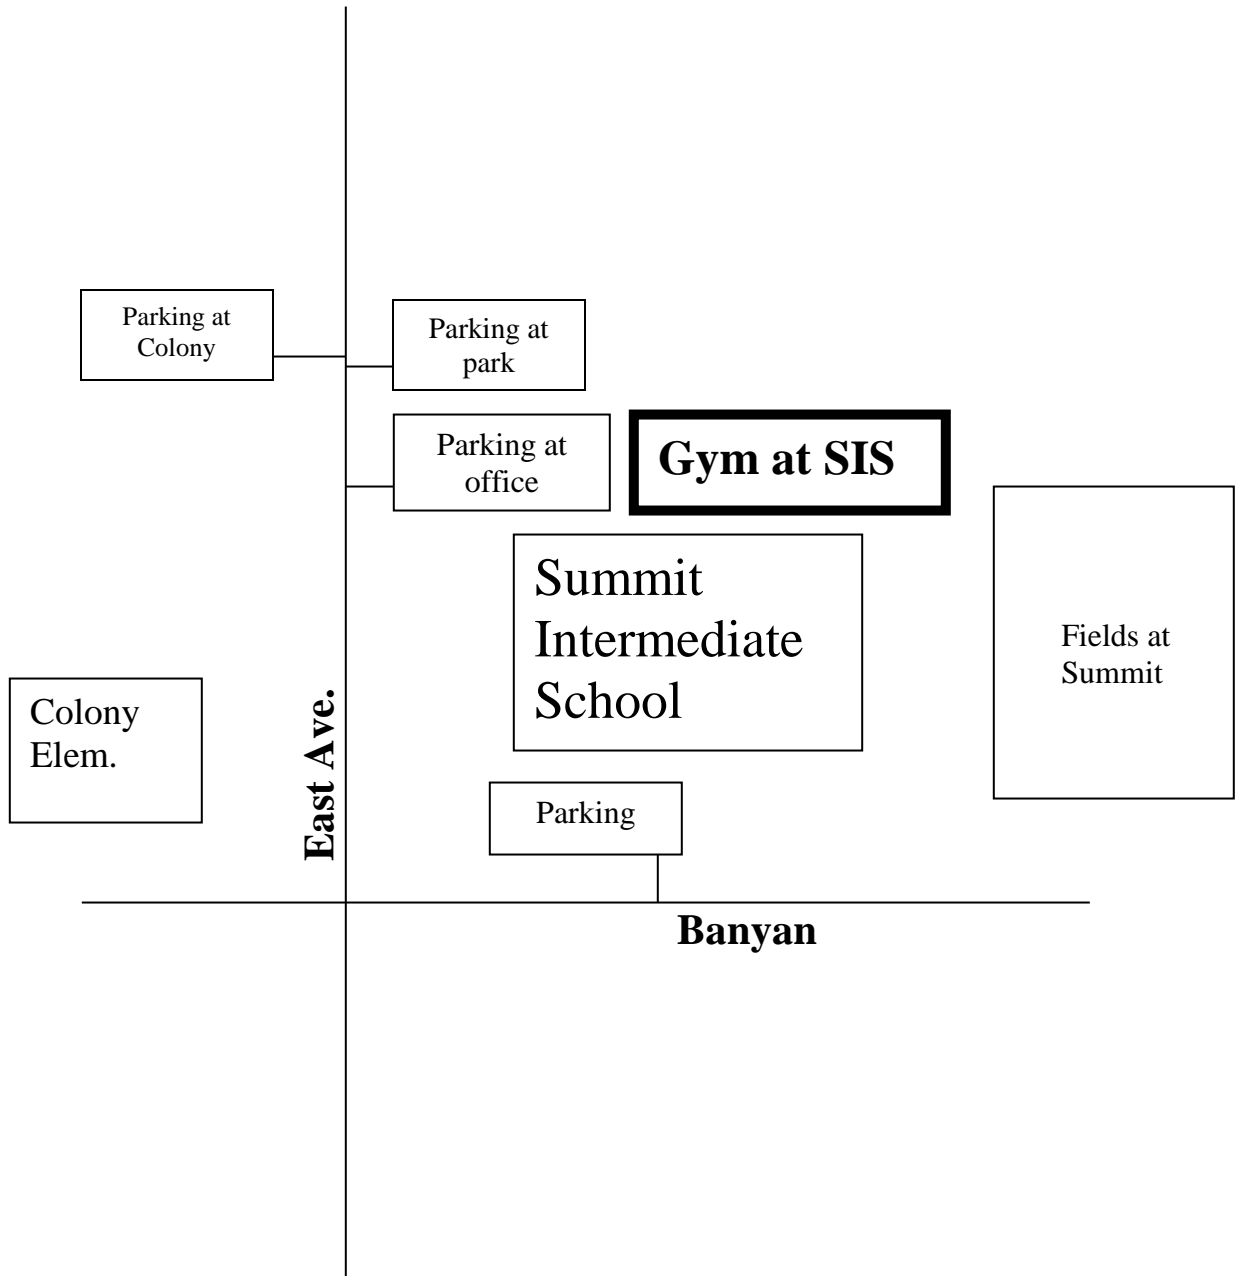 Parking at
Colony
Parking at
park
Parking at
office
Gym at SIS
Summit
Intermediate
School
Fields at
Summit
Colony
Elem.
East Ave.
Parking
Banyan